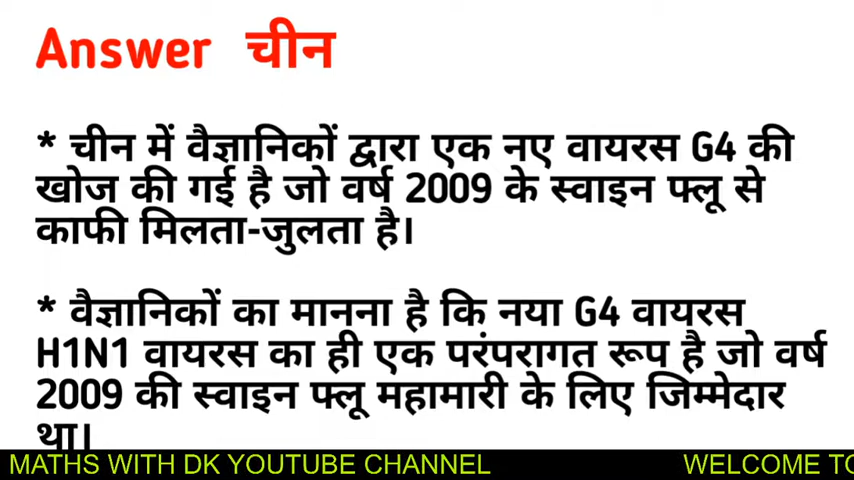 Answer चीन
* चीन में वैज्ञानिकों द्वारा एक नए वायरस G4 की
खोज की गई है जो वर्ष 2009 के स्वाइन फ्लू से
काफी मिलता-जुलता है।
* वैज्ञानिकों का मानना है कि नया G4 वायरस
H1N1 वायरस का ही एक परंपरागत रूप है जो वर्ष
2009 की स्वाइन फ्लू महामारी के लिए जिम्मेदार
था।
MATHS WITH DK YOUTUBE CHANNEL WELCOME TO